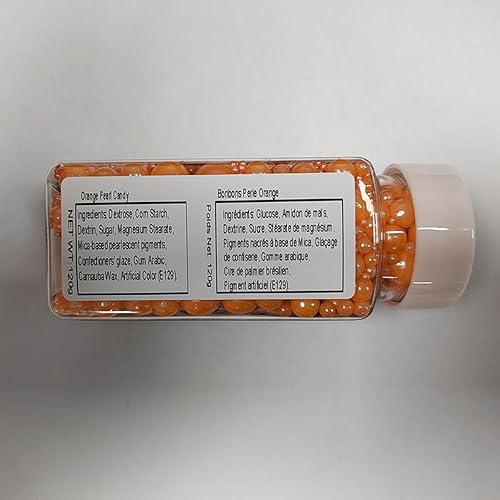 Orange Pearl Candy
Ingredients: Dextrose, Corn Starch,
Dextrin, Sugar, Magnesium Stearate,
Mica-based pearlescent pigments,
Confectioners' glaze, Gum Arabic,
Carnauba Wax, Artificial Color (E129).
NET WT:120g
Bonbons Perle Orange
Ingrédients: Glucose, Amidon de maïs,
Dextrine, Sucre, Stéarate de magnésium,
Pigments nacrés à base de Mica, Glaçage
de confiserie, Gomme arabique,
Cire de palmier brésilien,
Pigment artificiel (E129).
Poids Net: 120g